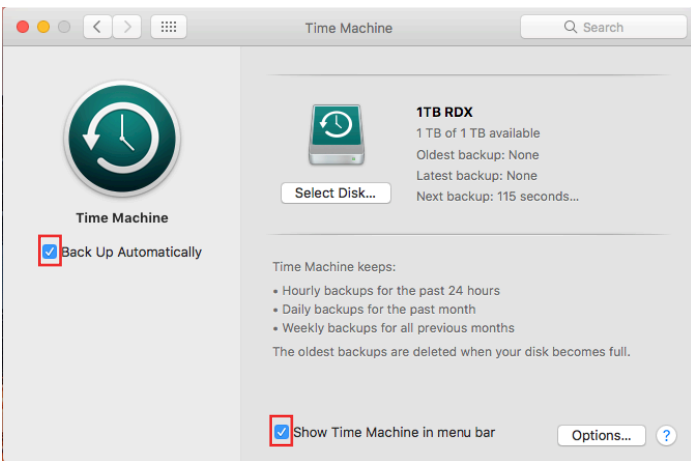 Time Machine
Search
1TB RDX
1 TB of 1 TB available
Oldest backup: None
Latest backup: None
Next backup: 115 seconds...
Select Disk...
Time Machine
Back Up Automatically
Time Machine keeps:
• Hourly backups for the past 24 hours
• Daily backups for the past month
• Weekly backups for all previous months
The oldest backups are deleted when your disk becomes full.
Show Time Machine in menu bar
Options...
?